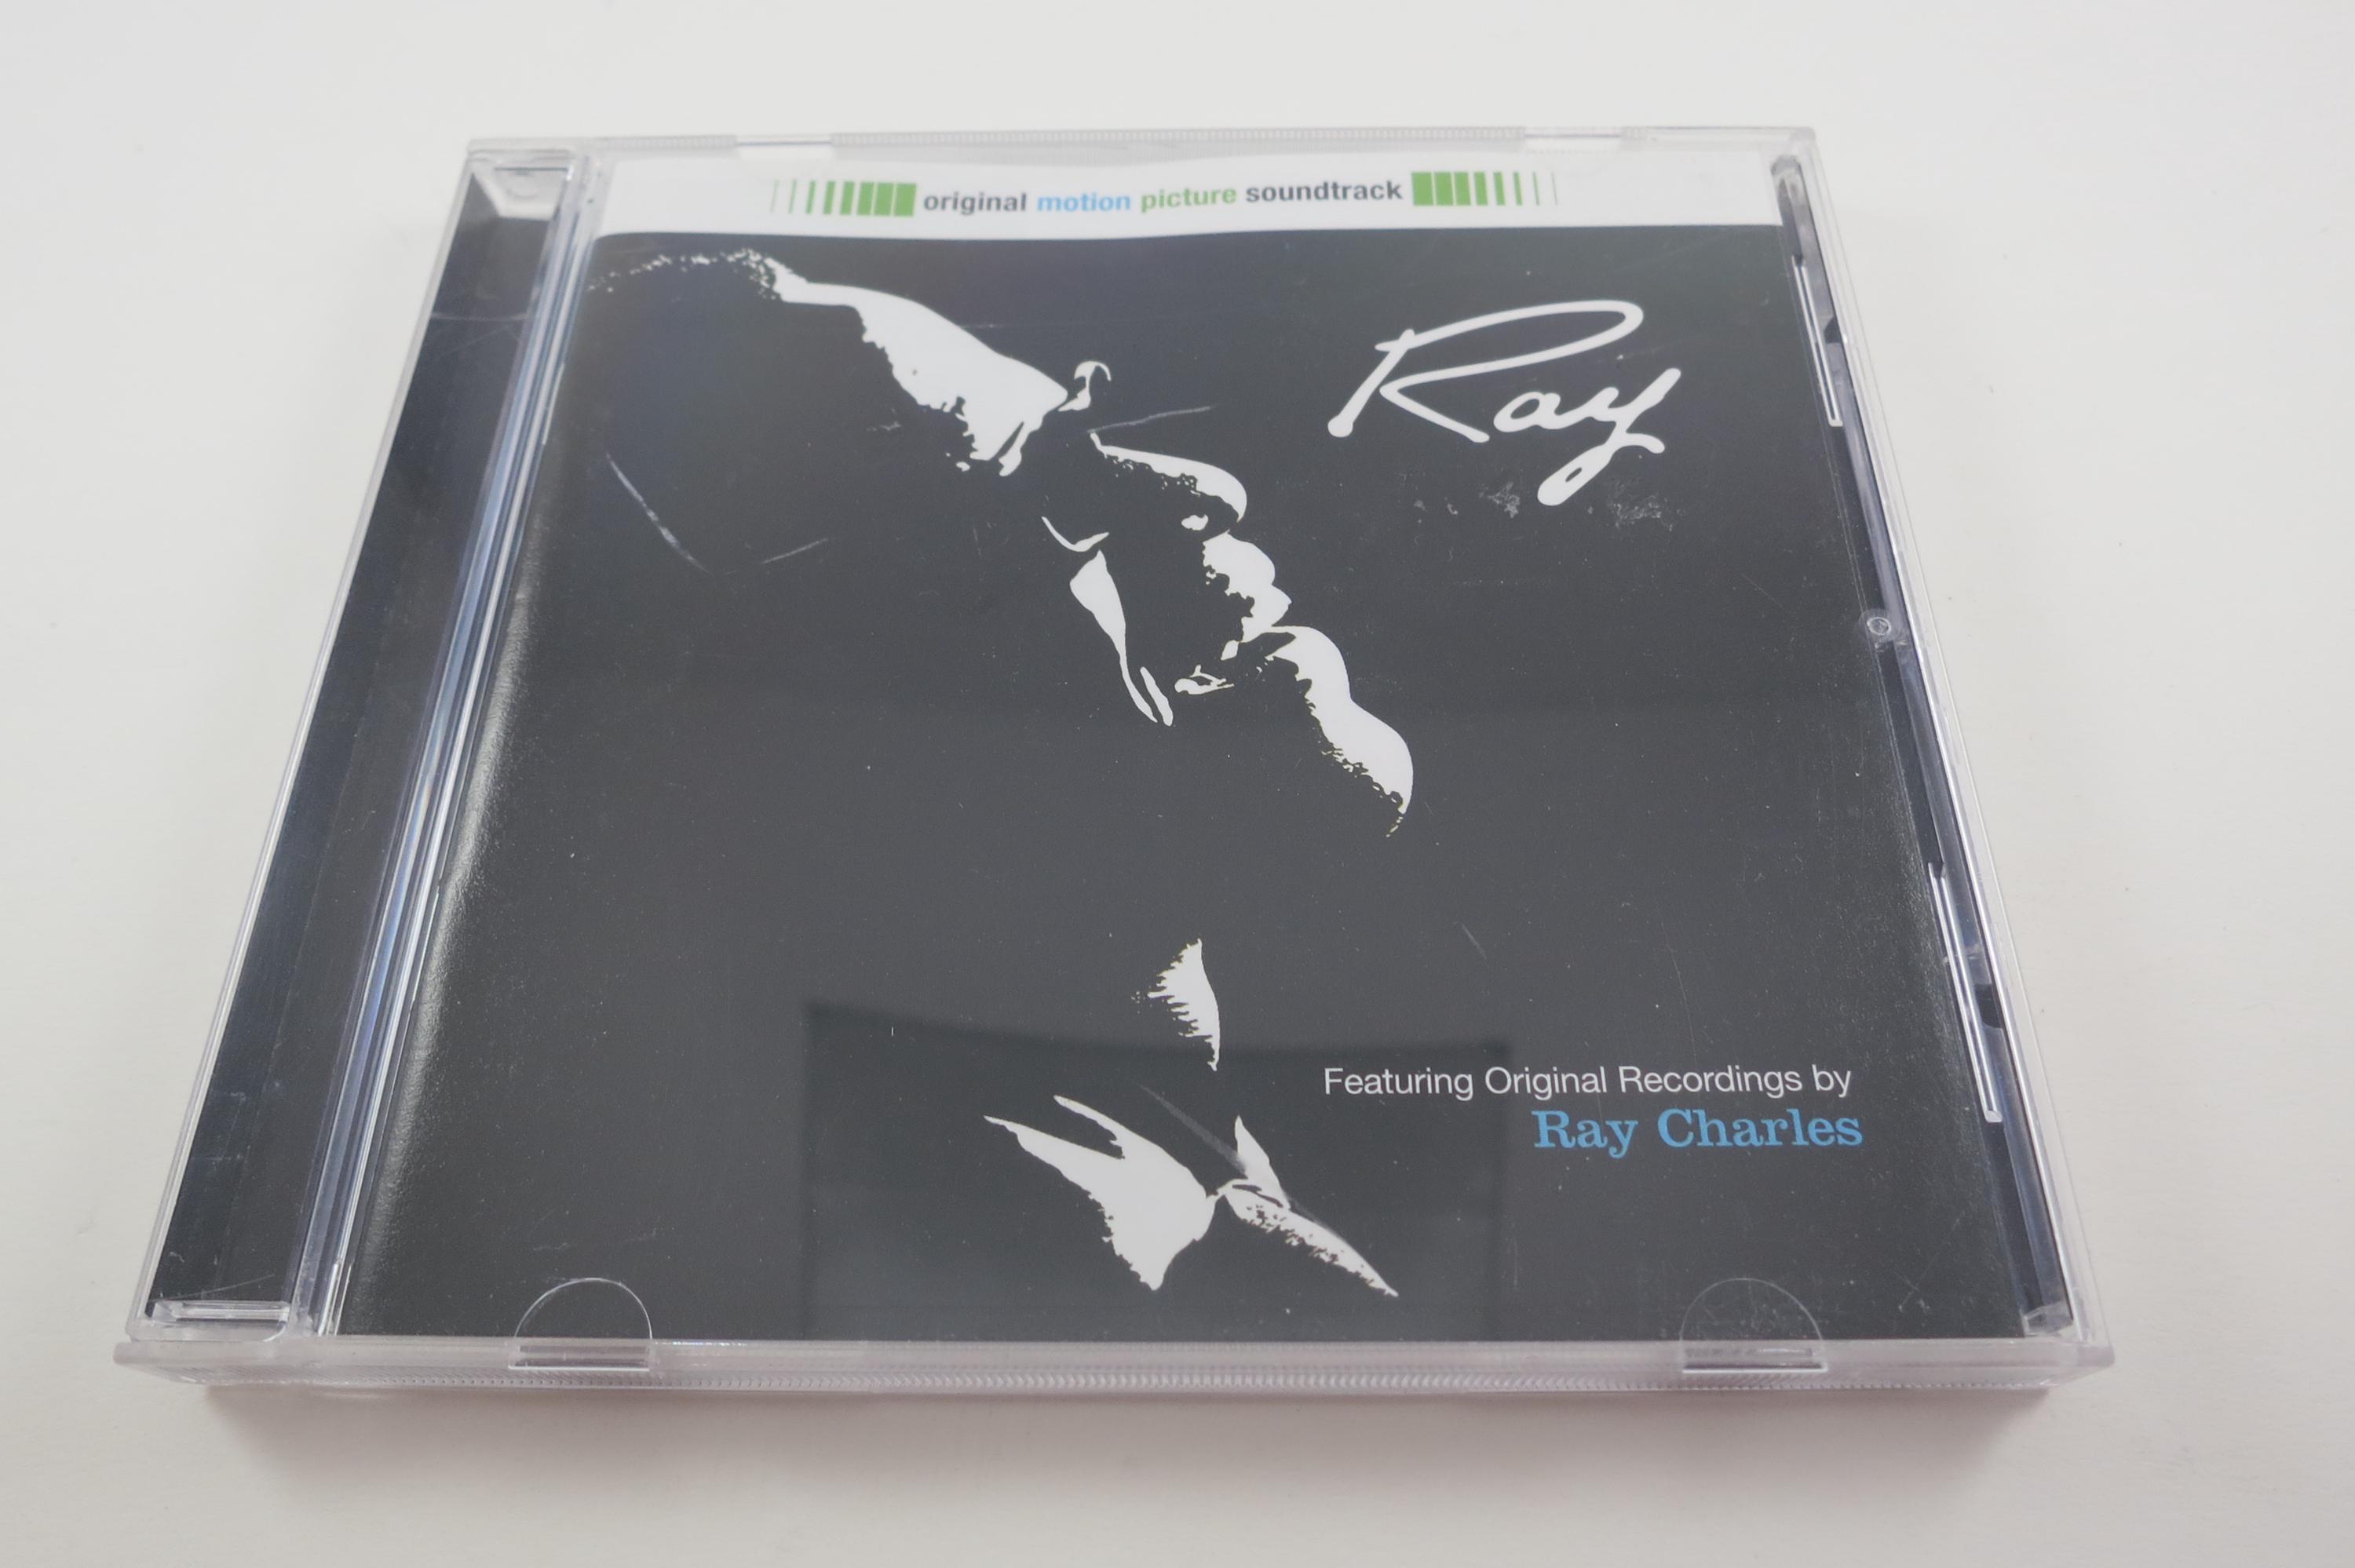 original motion picture soundtrack
Ray
Featuring Original Recordings by
Ray Charles